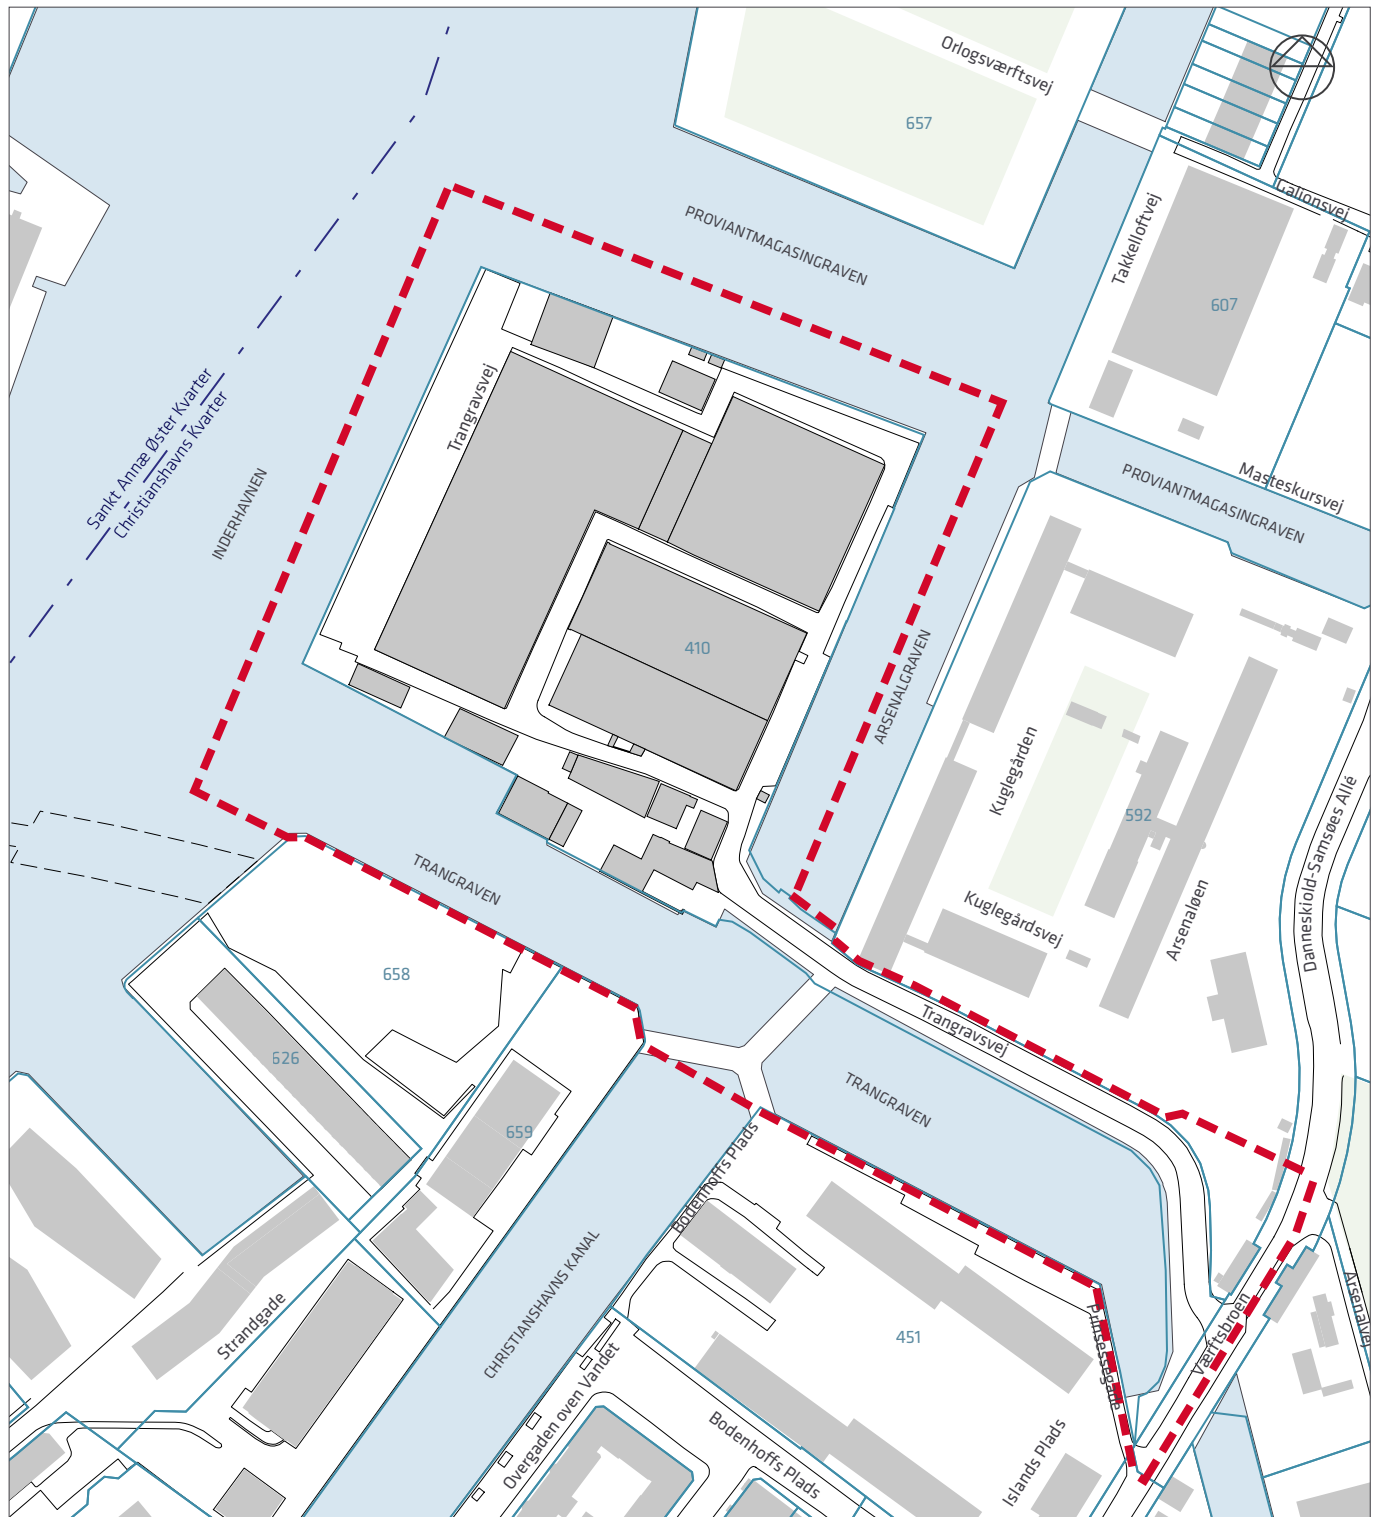 Orlogsværftsvej
657
Galionsvej
PROVIANTMAGASINGRAVEN
Takkelloftvej
607
Trangravsvej
Sankt Annæ Øster Kvarter
Christianshavns Kvarter
INDERHAVNEN
PROVIANTMAGASINGRAVEN
Masteskursvej
410
ARSENALGRAVEN
Kuglegården
592
Danneskiold-Samsøes Allé
TRANGRAVEN
Kuglegårdsvej
Arsenaløen
658
Trangravsvej
626
TRANGRAVEN
659
Bodenhoffs Plads
CHRISTIANSHAVNS KANAL
Strandgade
451
Prinsessegade
Værftsbroen
Arsenalvej
Overgaden oven Vandet
Bodenhoffs Plads
Islands Plads